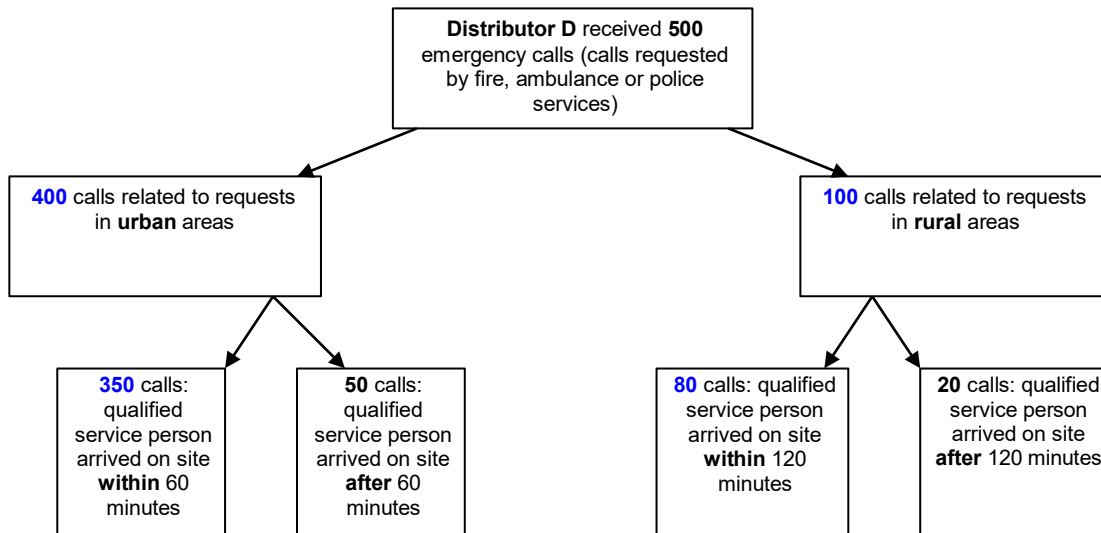 Distributor D received 500
emergency calls (calls requested
by fire, ambulance or police
services)
400 calls related to requests
in urban areas
100 calls related to requests
in rural areas
350 calls:
qualified
service person
arrived on site
within 60
minutes
50 calls:
qualified
service person
arrived on site
after 60
minutes
80 calls: qualified
service person
arrived on site
within 120
minutes
20 calls: qualified
service person
arrived on site
after 120 minutes